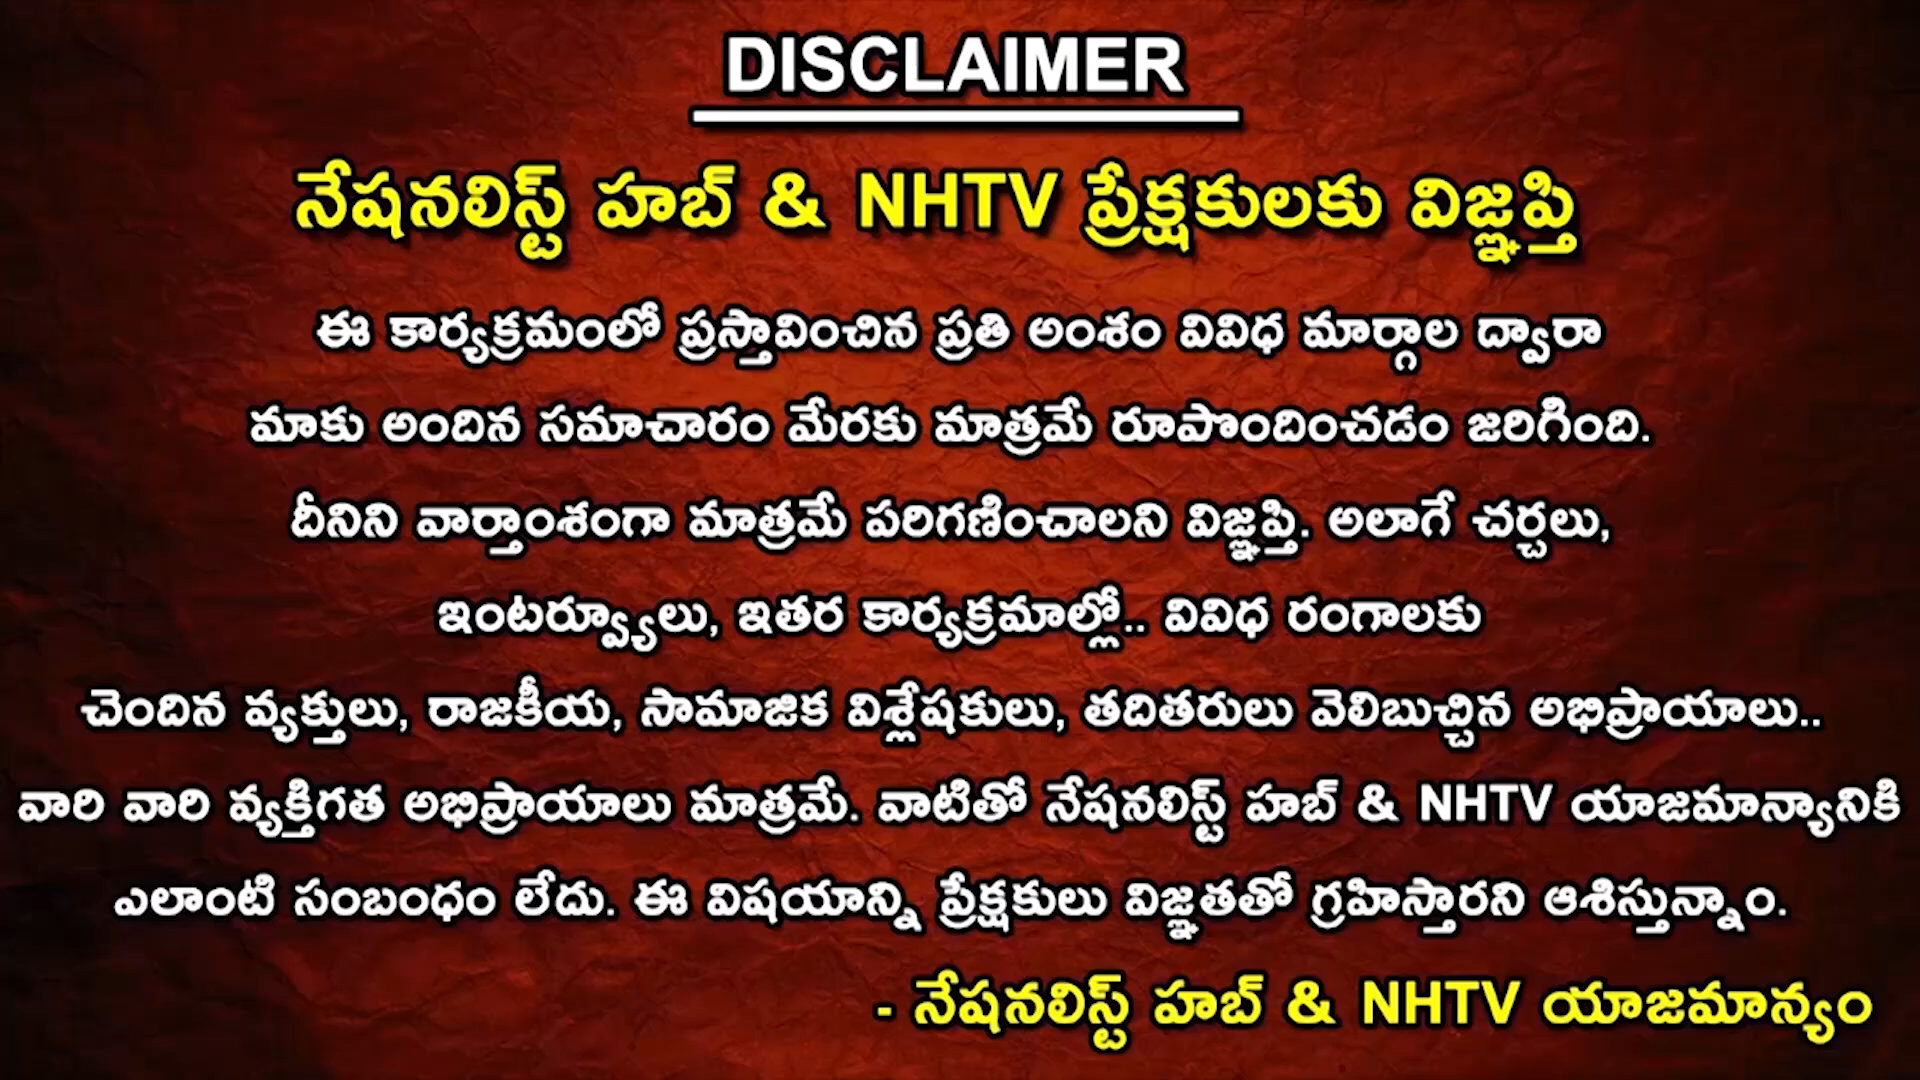 DISCLAIMER
నేషనలిస్ట్ హబ్ & NHTV ప్రేక్షకులకు విజ్ఞప్తి
ఈ కార్యక్రమంలో ప్రస్తావించిన ప్రతి అంశం వివిధ మార్గాల ద్వారా
మాకు అందిన సమాచారం మేరకు మాత్రమే రూపొందించడం జరిగింది.
దీనిని వార్తాంశంగా మాత్రమే పరిగణించాలని విజ్ఞప్తి. అలాగే చర్చలు,
ఇంటర్వ్యూలు, ఇతర కార్యక్రమాల్లో.. వివిధ రంగాలకు
చెందిన వ్యక్తులు, రాజకీయ, సామాజిక విశ్లేషకులు, తదితరులు వెలిబుచ్చిన అభిప్రాయాలు..
వారి వారి వ్యక్తిగత అభిప్రాయాలు మాత్రమే. వాటితో నేషనలిస్ట్ హబ్ & NHTV యాజమాన్యానికి
ఎలాంటి సంబంధం లేదు. ఈ విషయాన్ని ప్రేక్షకులు విజ్ఞతతో గ్రహిస్తారని ఆశిస్తున్నాం.
- నేషనలిస్ట్ హబ్ & NHTV యాజమాన్యం